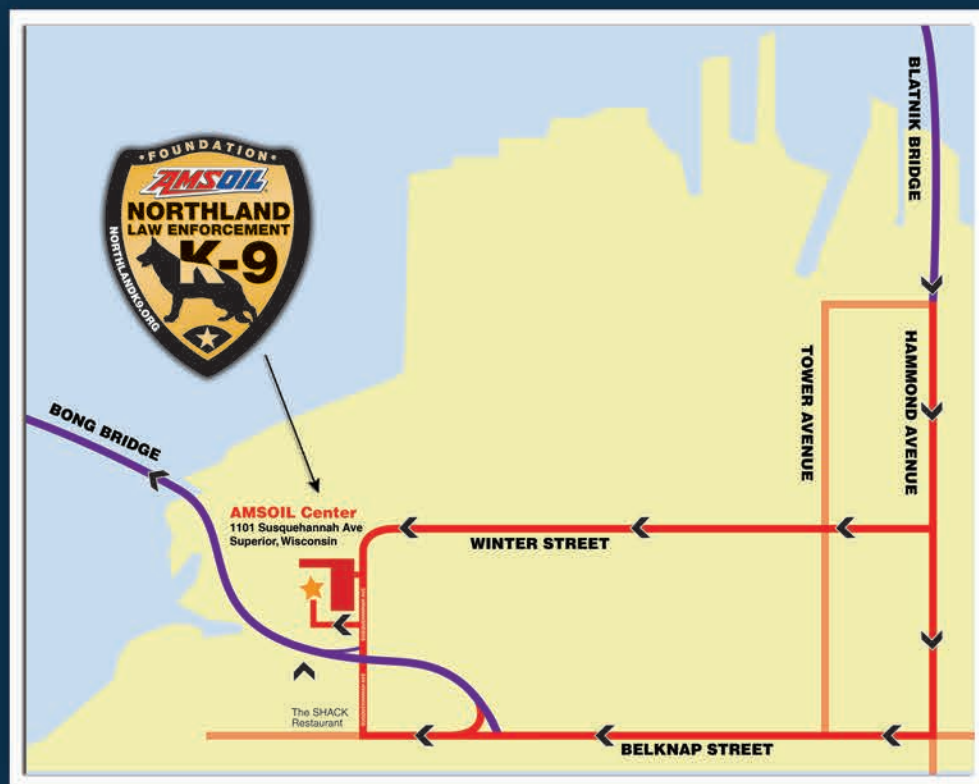 • FOUNDATION •
AMSOIL
NORTHLAND
LAW ENFORCEMENT
K-9
NORTHLANDK9.ORG
BLATNIK BRIDGE
TOWER AVENUE
HAMMOND AVENUE
BONG BRIDGE
AMSOIL Center
1101 Susquehannah Ave
Superior, Wisconsin
WINTER STREET
The SHACK
Restaurant
BELKNAP STREET